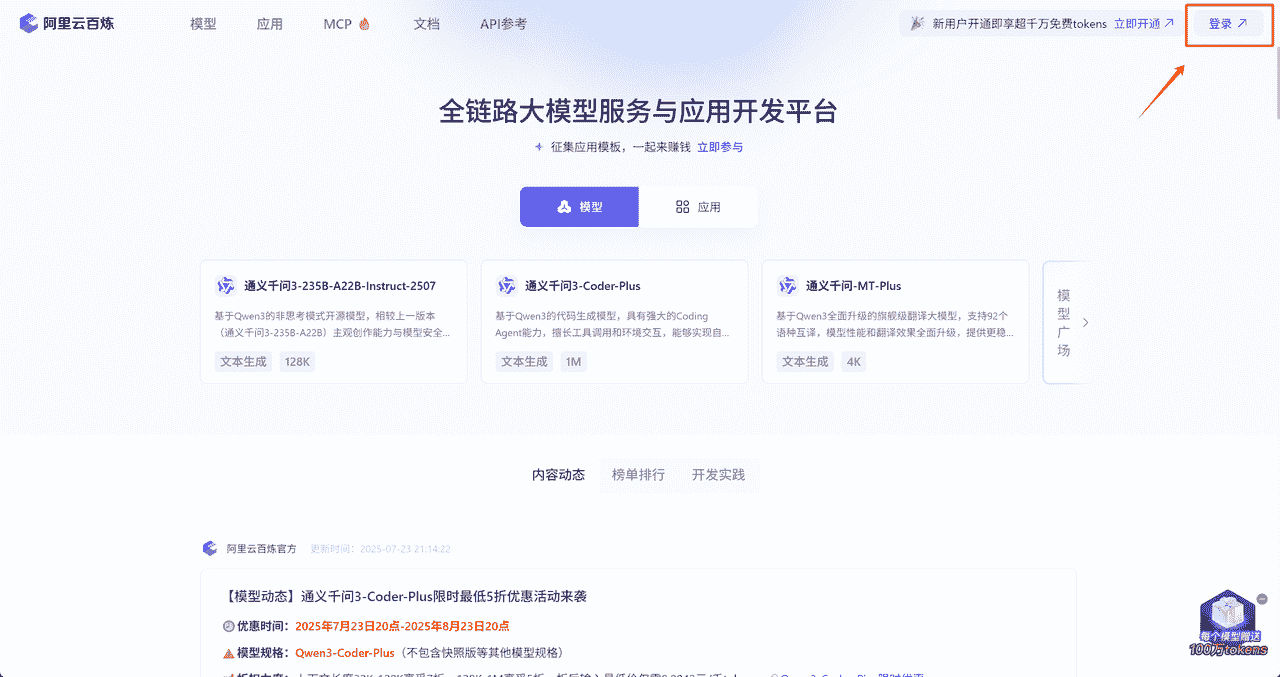 阿里云百炼
模型
应用
MCP
文档
API参考
新用户开通即享超千万免费tokens 立即开通
登录
全链路大模型服务与应用开发平台
征集应用模板，一起来赚钱 立即参与
模型
应用
通义千问3-235B-A22B-Instruct-2507
基于Qwen3的非思考模式开源模型，相较上一版本
（通义千问3-235B-A22B）主观创作能力与模型安全...
文本生成 128K
通义千问3-Coder-Plus
基于Qwen3的代码生成模型，具有强大的Coding
Agent能力，擅长工具调用和环境交互，能够实现自...
文本生成 1M
通义千问-MT-Plus
基于Qwen3全面升级的旗舰级翻译大模型，支持92个
语种互译，模型性能和翻译效果全面升级，提供更稳...
文本生成 4K
模
型
广
场
内容动态
榜单排行
开发实践
阿里云百炼官方 更新时间：2025-07-23 21:14:22
【模型动态】通义千问3-Coder-Plus限时最低5折优惠活动来袭
优惠时间：2025年7月23日20点-2025年8月23日20点
模型规格：Qwen3-Coder-Plus（不包含快照版等其他模型规格）
每个模型赠送
100万tokens